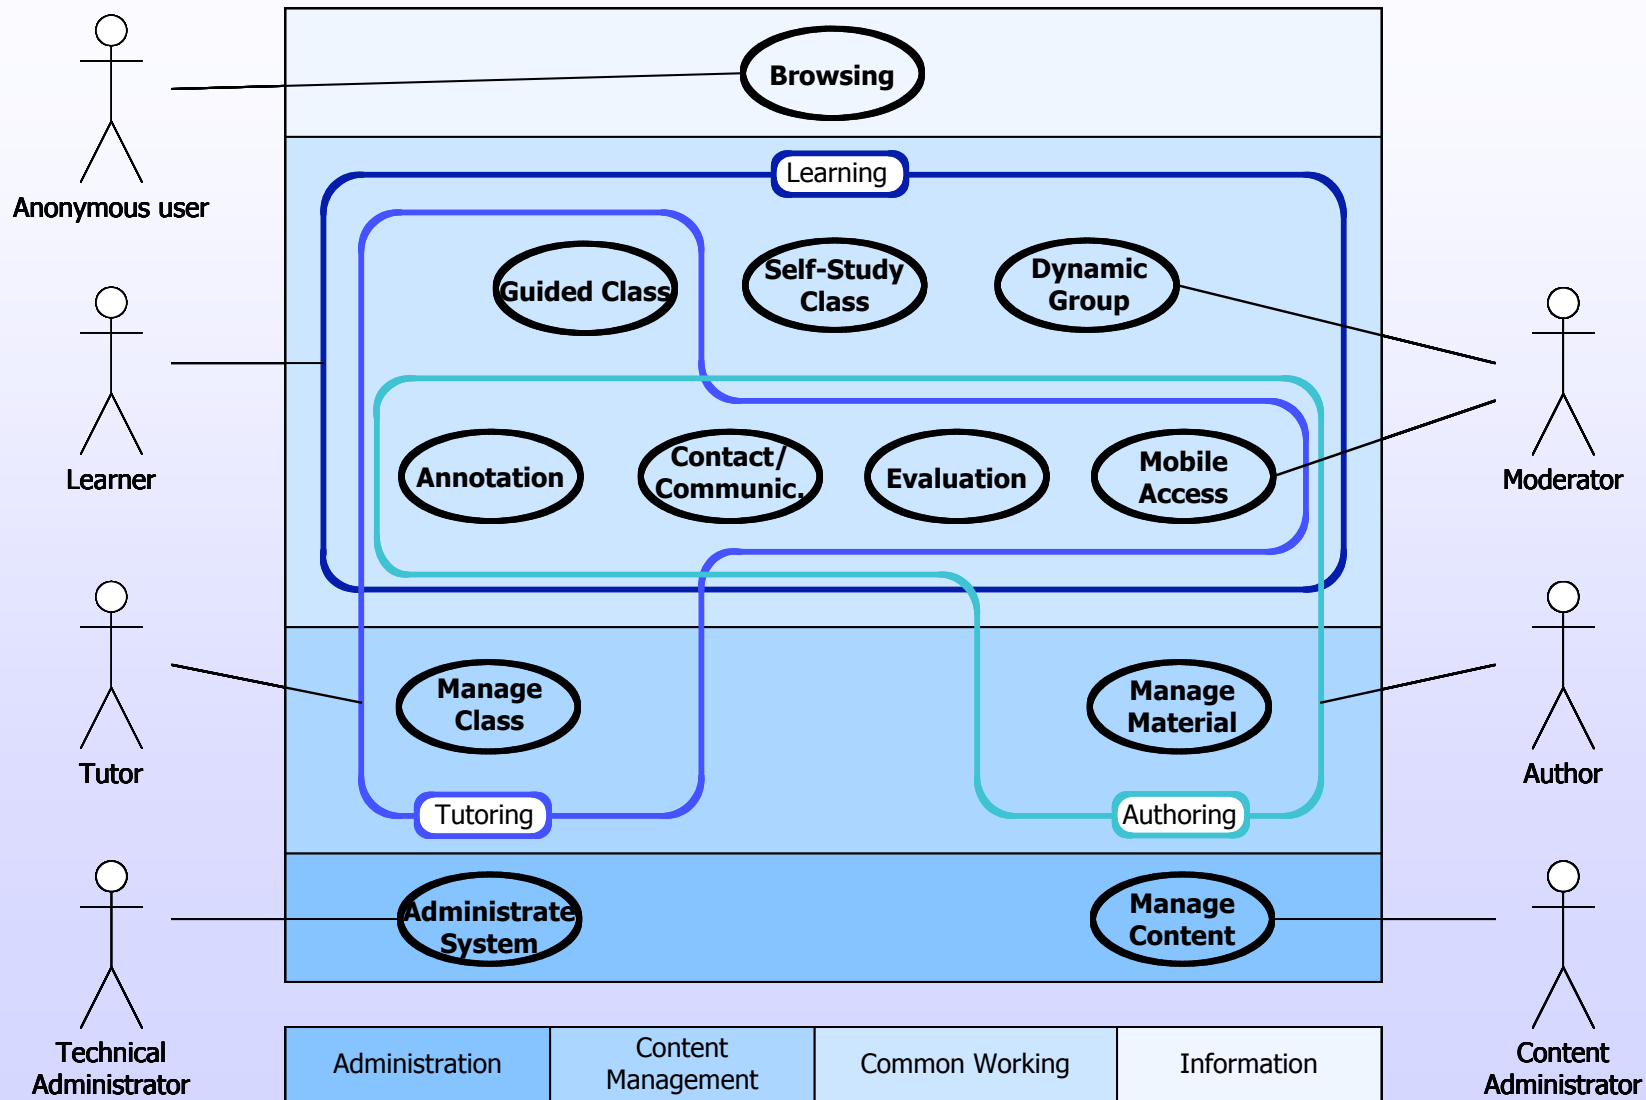 Browsing
Anonymous user
Learning
Guided Class
Self-Study
Class
Dynamic
Group
Learner
Annotation
Contact/
Communic.
Evaluation
Mobile
Access
Moderator
Manage
Class
Manage
Material
Tutor
Author
Tutoring
Authoring
Administrate
System
Manage
Content
Technical
Administrator
Content
Administrator
Administration
Content
Management
Common Working
Information